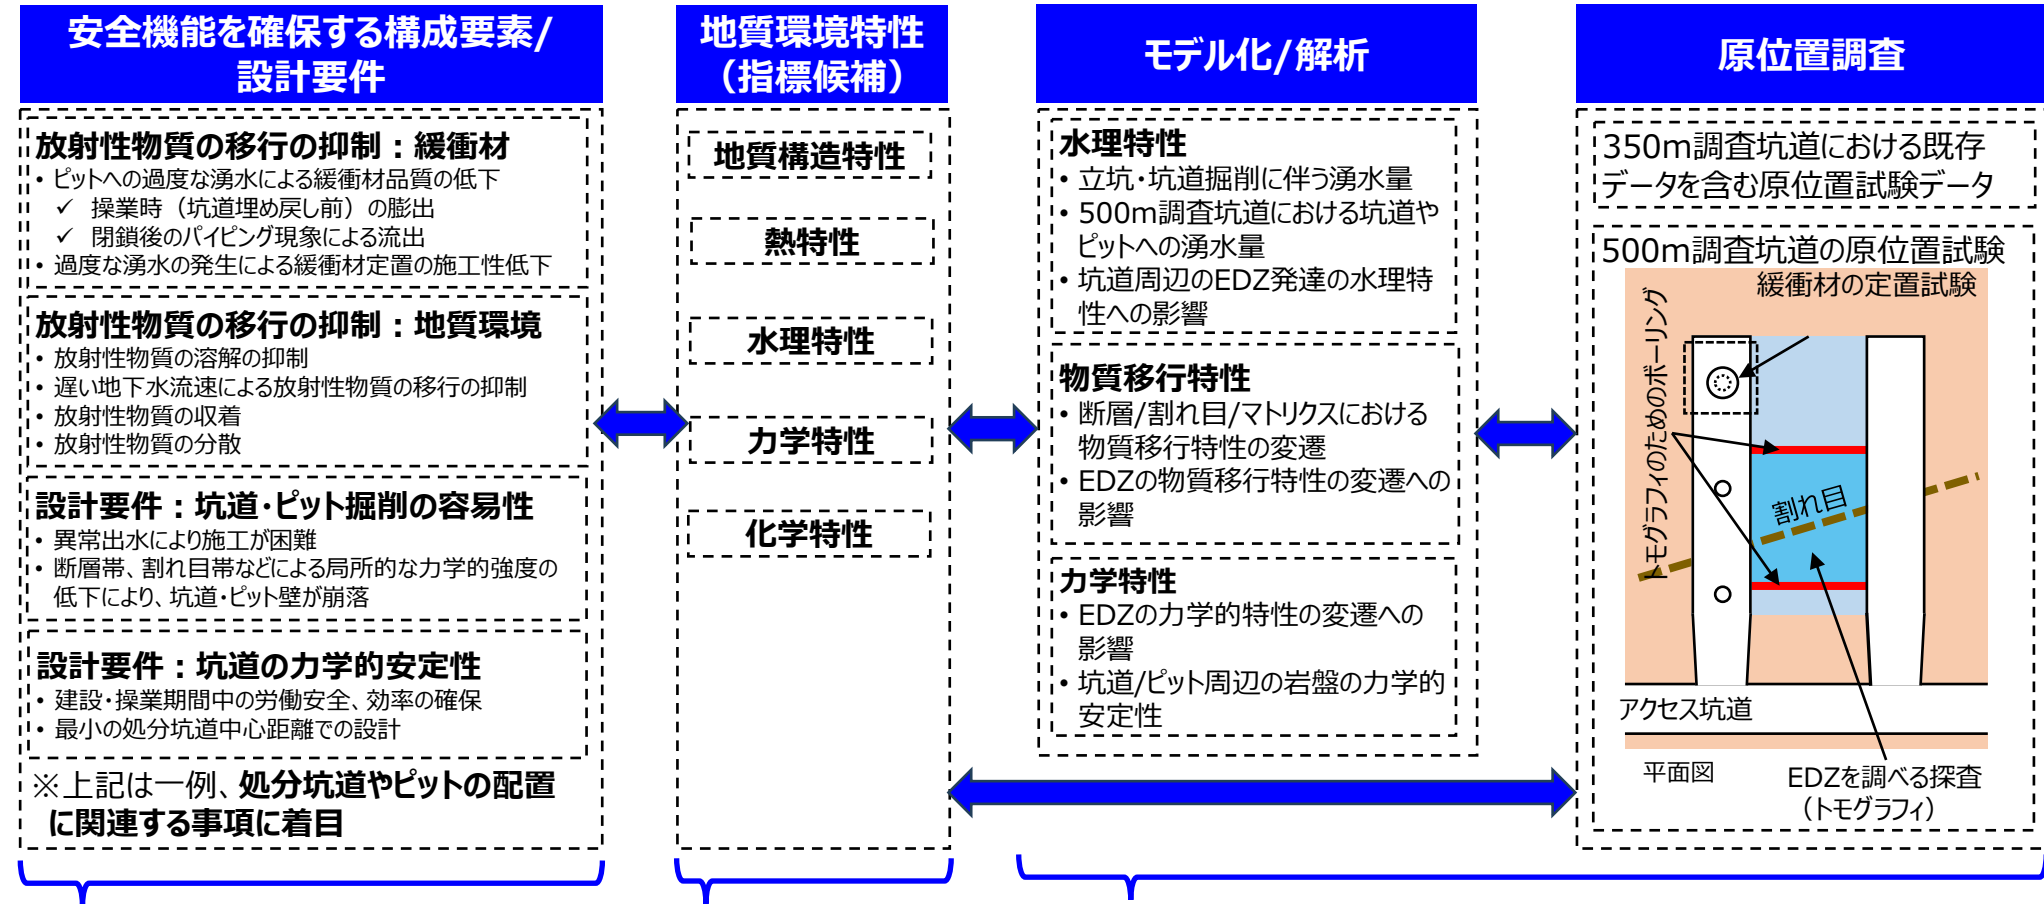 安全機能を確保する構成要素/
設計要件
放射性物質の移行の抑制：緩衝材
• ピットへの過度な湧水による緩衝材品質の低下
✓ 操業時（坑道埋め戻し前）の膨出
✓ 閉鎖後のパイピング現象による流出
• 過度な湧水の発生による緩衝材定置の施工性低下
放射性物質の移行の抑制：地質環境
• 放射性物質の溶解の抑制
• 遅い地下水流速による放射性物質の移行の抑制
• 放射性物質の収着
• 放射性物質の分散
設計要件：坑道・ピット掘削の容易性
• 異常出水により施工が困難
• 断層帯、割れ目帯などによる局所的な力学的強度の
低下により、坑道・ピット壁が崩落
設計要件：坑道の力学的安定性
• 建設・操業期間中の労働安全、効率の確保
• 最小の処分坑道中心距離での設計
※上記は一例、処分坑道やピットの配置
に関連する事項に着目
地質環境特性
（指標候補）
地質構造特性
熱特性
水理特性
力学特性
化学特性
モデル化/解析
水理特性
• 立坑・坑道掘削に伴う湧水量
• 500m調査坑道における坑道や
ピットへの湧水量
• 坑道周辺のEDZ発達の水理特
性への影響
物質移行特性
• 断層/割れ目/マトリクスにおける
物質移行特性の変遷
• EDZの物質移行特性の変遷への
影響
力学特性
• EDZの力学的特性の変遷への
影響
• 坑道/ピット周辺の岩盤の力学的
安定性
原位置調査
350m調査坑道における既存
データを含む原位置試験データ
500m調査坑道の原位置試験
緩衝材の定置試験
トモグラフィのためのボーリング
割れ目
アクセス坑道
平面図
EDZを調べる探査
（トモグラフィ）